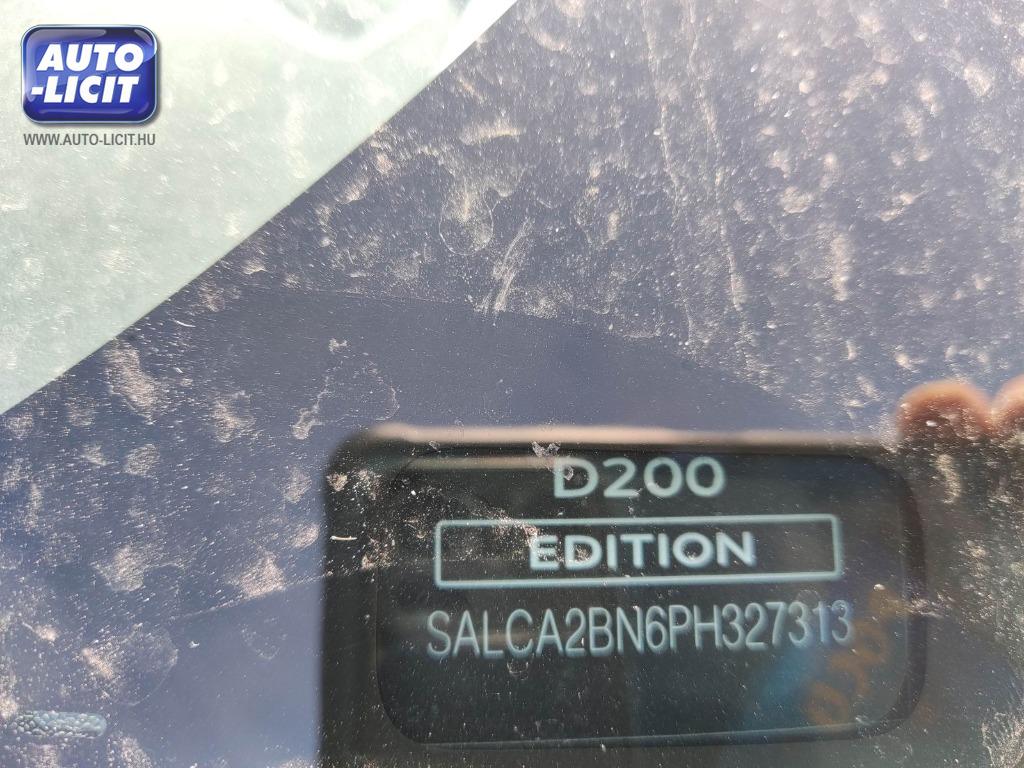 AUTO
-LICIT
WWW.AUTO-LICIT.HU
D200
EDITION
SALCA2BN6PH327313